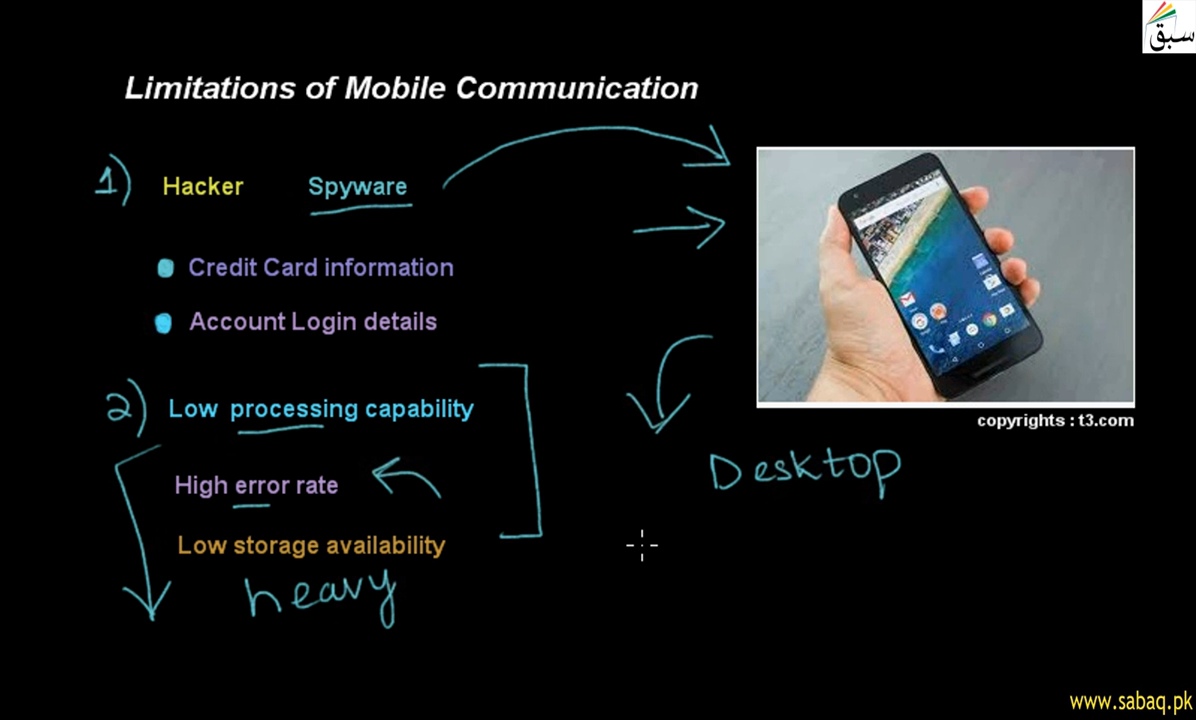 سبق
Limitations of Mobile Communication
1) Hacker Spyware
Credit Card information
Account Login details
2) Low processing capability
High error rate
Low storage availability
heavy
copyrights : t3.com
Desktop
www.sabaq.pk